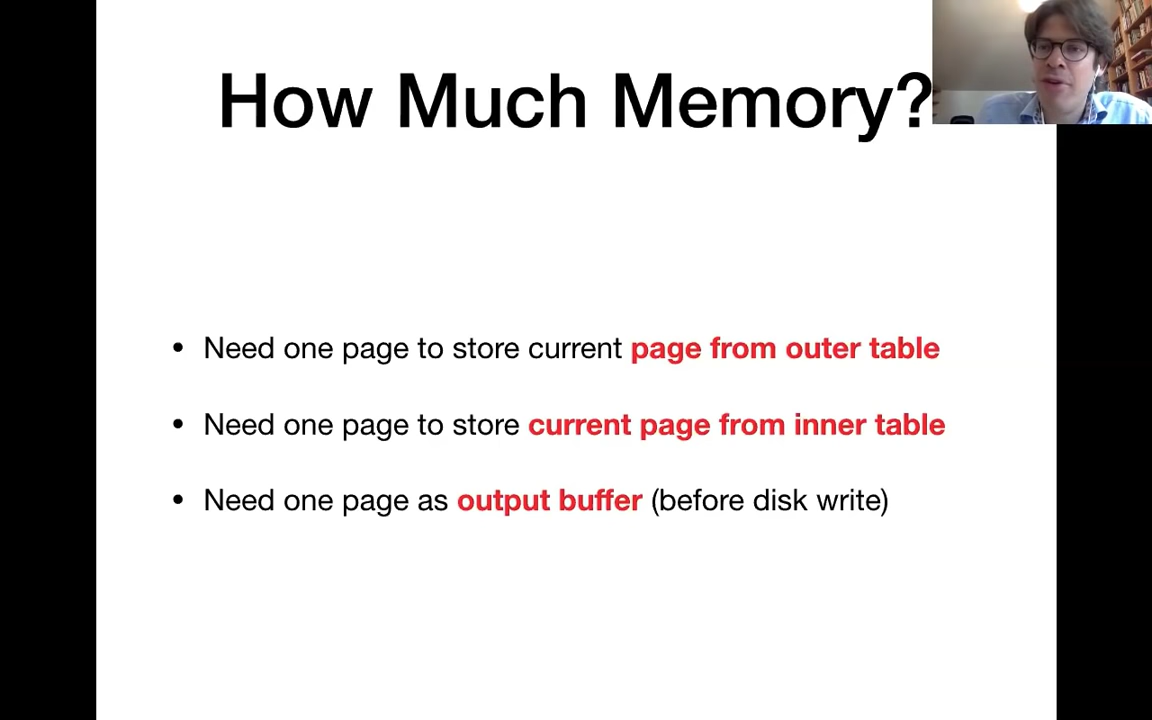 How Much Memory?
• Need one page to store current page from outer table
• Need one page to store current page from inner table
• Need one page as output buffer (before disk write)